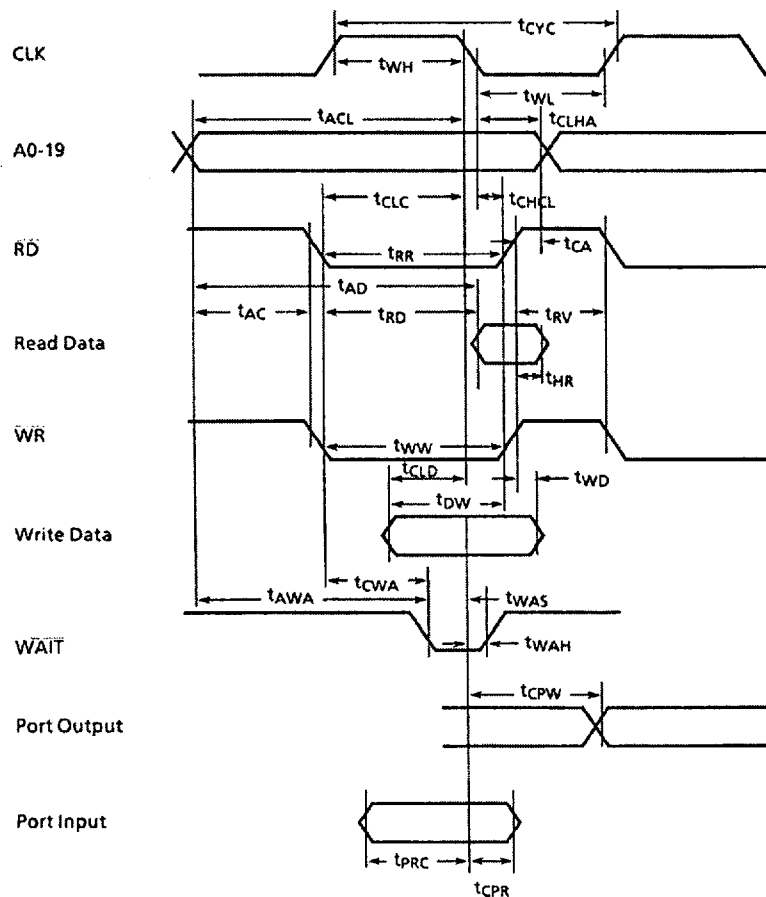 tCYC
CLK
tWH
tWL
tACL
tCLHA
A0-19
tCLC
tCHCL
RD
tRR
tCA
tAD
tAC
tRD
tRV
Read Data
tHR
WR
tWW
tCLD
tWD
tDW
Write Data
tCWA
tAWA
tWAS
WAIT
tWAH
tCPW
Port Output
Port Input
tPRC
tCPR